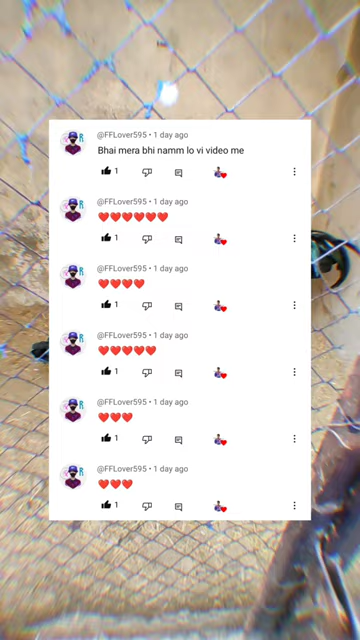 @FFLover595 • 1 day ago
Bhai mera bhi namm lo vi video me
1
@FFLover595 • 1 day ago
❤️❤️❤️❤️❤️❤️
1
@FFLover595 • 1 day ago
❤️❤️❤️❤️
1
@FFLover595 • 1 day ago
❤️❤️❤️❤️❤️
1
@FFLover595 • 1 day ago
❤️❤️❤️
1
@FFLover595 • 1 day ago
❤️❤️❤️
1